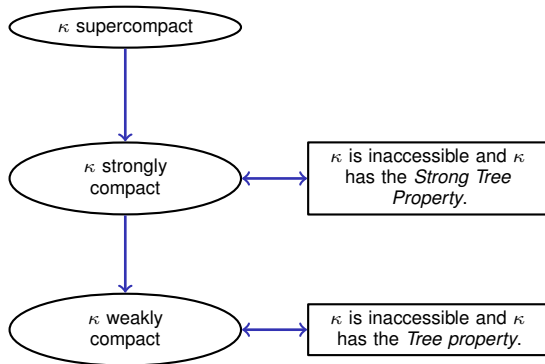 κ supercompact
κ strongly
compact
κ is inaccessible and κ
has the Strong Tree
Property.
κ weakly
compact
κ is inaccessible and κ
has the Tree property.